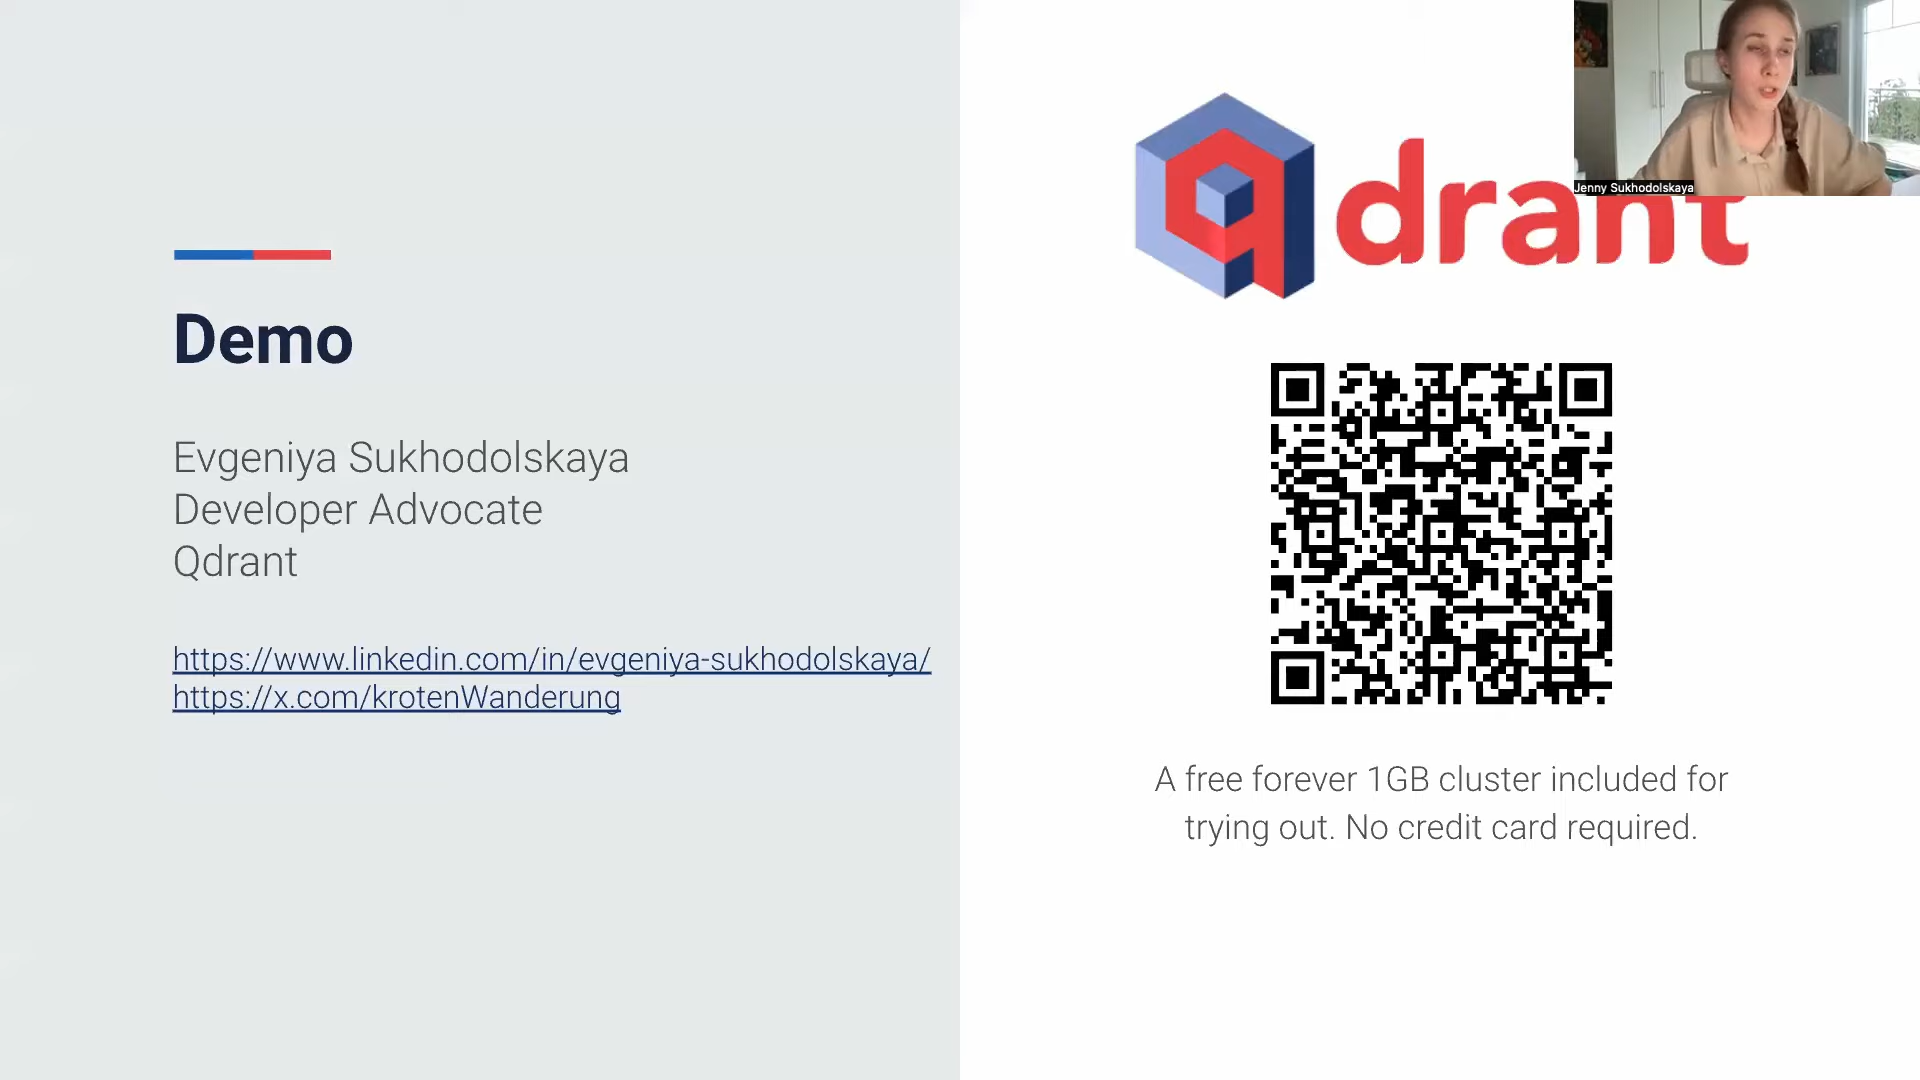 Demo
Evgeniya Sukhodolskaya
Developer Advocate
Qdrant
https://www.linkedin.com/in/evgeniya-sukhodolskaya/
https://x.com/krotenWanderung
qdrant
Jenny Sukhodolskaya
A free forever 1GB cluster included for
trying out. No credit card required.